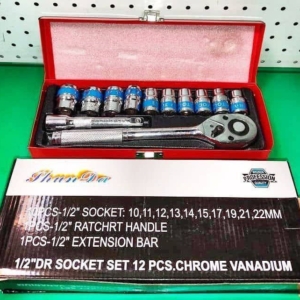 PROFESSION
10PCS-1/2" SOCKET: 10,11,12,13,14,15,17,19,21,22MM
1PCS-1/2" RATCHRT HANDLE
1PCS-1/2" EXTENSION BAR
1/2"DR SOCKET SET 12 PCS.CHROME VANADIUM